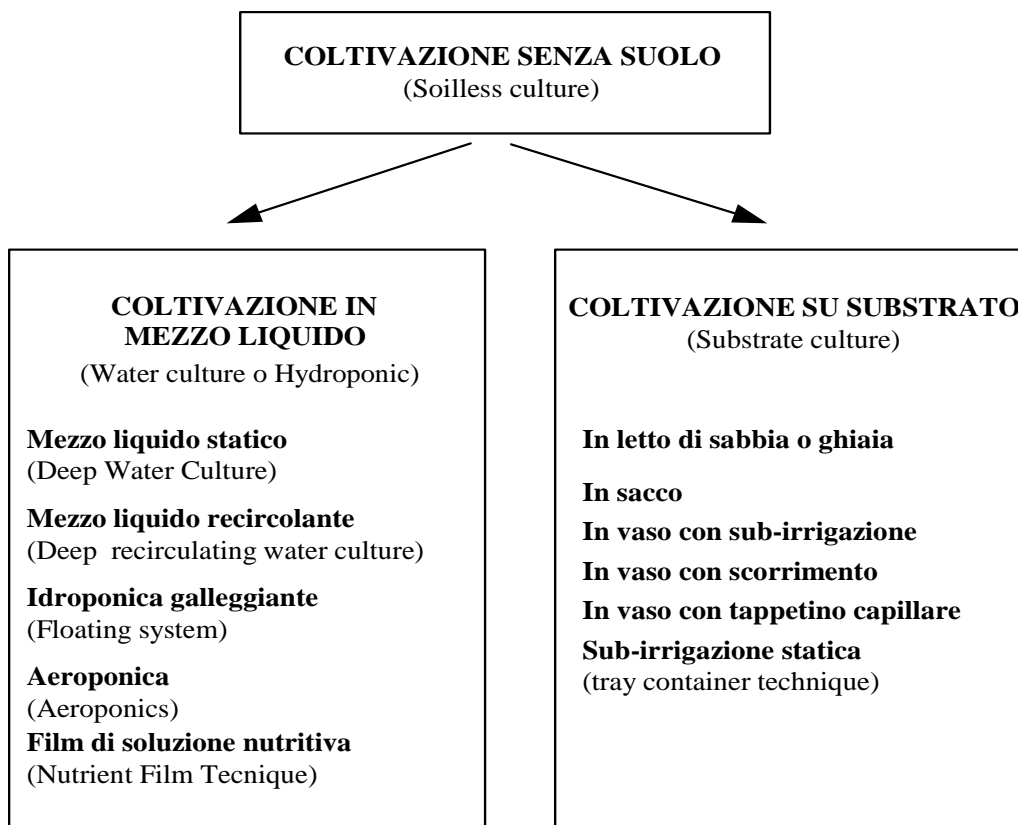 COLTIVAZIONE SENZA SUOLO
(Soilless culture)
COLTIVAZIONE IN
MEZZO LIQUIDO
(Water culture o Hydroponic)
Mezzo liquido statico
(Deep Water Culture)
Mezzo liquido recircolante
(Deep recirculating water culture)
Idroponica galleggiante
(Floating system)
Aeroponica
(Aeroponics)
Film di soluzione nutritiva
(Nutrient Film Tecnique)
COLTIVAZIONE SU SUBSTRATO
(Substrate culture)
In letto di sabbia o ghiaia
In sacco
In vaso con sub-irrigazione
In vaso con scorrimento
In vaso con tappetino capillare
Sub-irrigazione statica
(tray container technique)